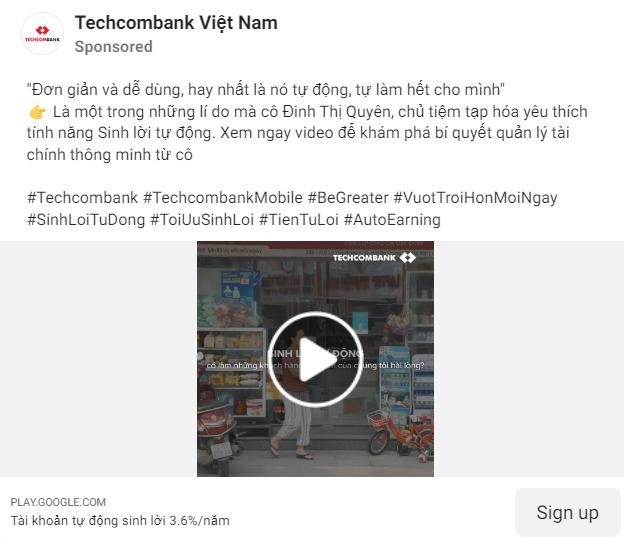 Techcombank Việt Nam
TECHCOMBANK
Sponsored
"Đơn giản và dễ dùng, hay nhất là nó tự động, tự làm hết cho mình"
👉 Là một trong những lí do mà cô Đinh Thị Quyên, chủ tiệm tạp hóa yêu thích
tính năng Sinh lời tự động. Xem ngay video để khám phá bí quyết quản lý tài
chính thông minh từ cô
#Techcombank #TechcombankMobile #BeGreater #VuotTroiHonMoiNgay
#SinhLoiTuDong #ToiUuSinhLoi #TienTuLoi #AutoEarning
TECHCOMBANK
SINH L ĐỘNG
có làm những kh của chúng tôi hài lòng?
PLAY.GOOGLE.COM
Tài khoản tự động sinh lời 3.6%/năm
Sign up